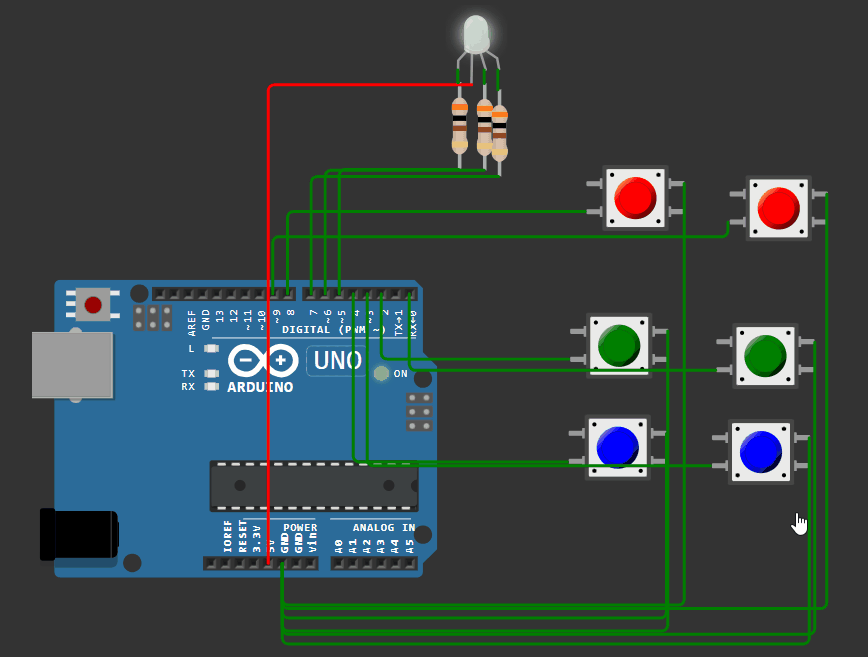 AREF
GND
13
12
~11
~10
~9
8
7
~6
~5
4
~3
2
TX→1
RX←0
DIGITAL (PWM ~)
L
TX
RX
UNO
ARDUINO
ON
IOREF
RESET
3.3V
5V
GND
GND
Vin
POWER
A0
A1
A2
A3
A4
A5
ANALOG IN